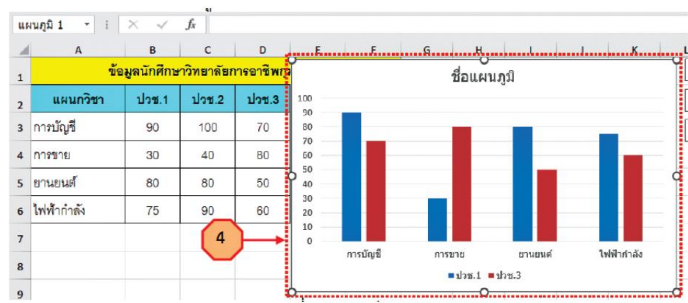 แผนภูมิ 1 fx
A B C D E F G H I J K L
1 ข้อมูลนักศึกษาวิทยาลัยการอาชีพ
2 แผนกวิชา ปวช.1 ปวช.2 ปวช.3
3 การบัญชี 90 100 70
4 การขาย 30 40 80
5 ยานยนต์ 80 80 50
6 ไฟฟ้ากำลัง 75 90 60
7
8
9
4
ชื่อแผนภูมิ
100
90
80
70
60
50
40
30
20
10
0
การบัญชี การขาย ยานยนต์ ไฟฟ้ากำลัง
ปวช.1 ปวช.3